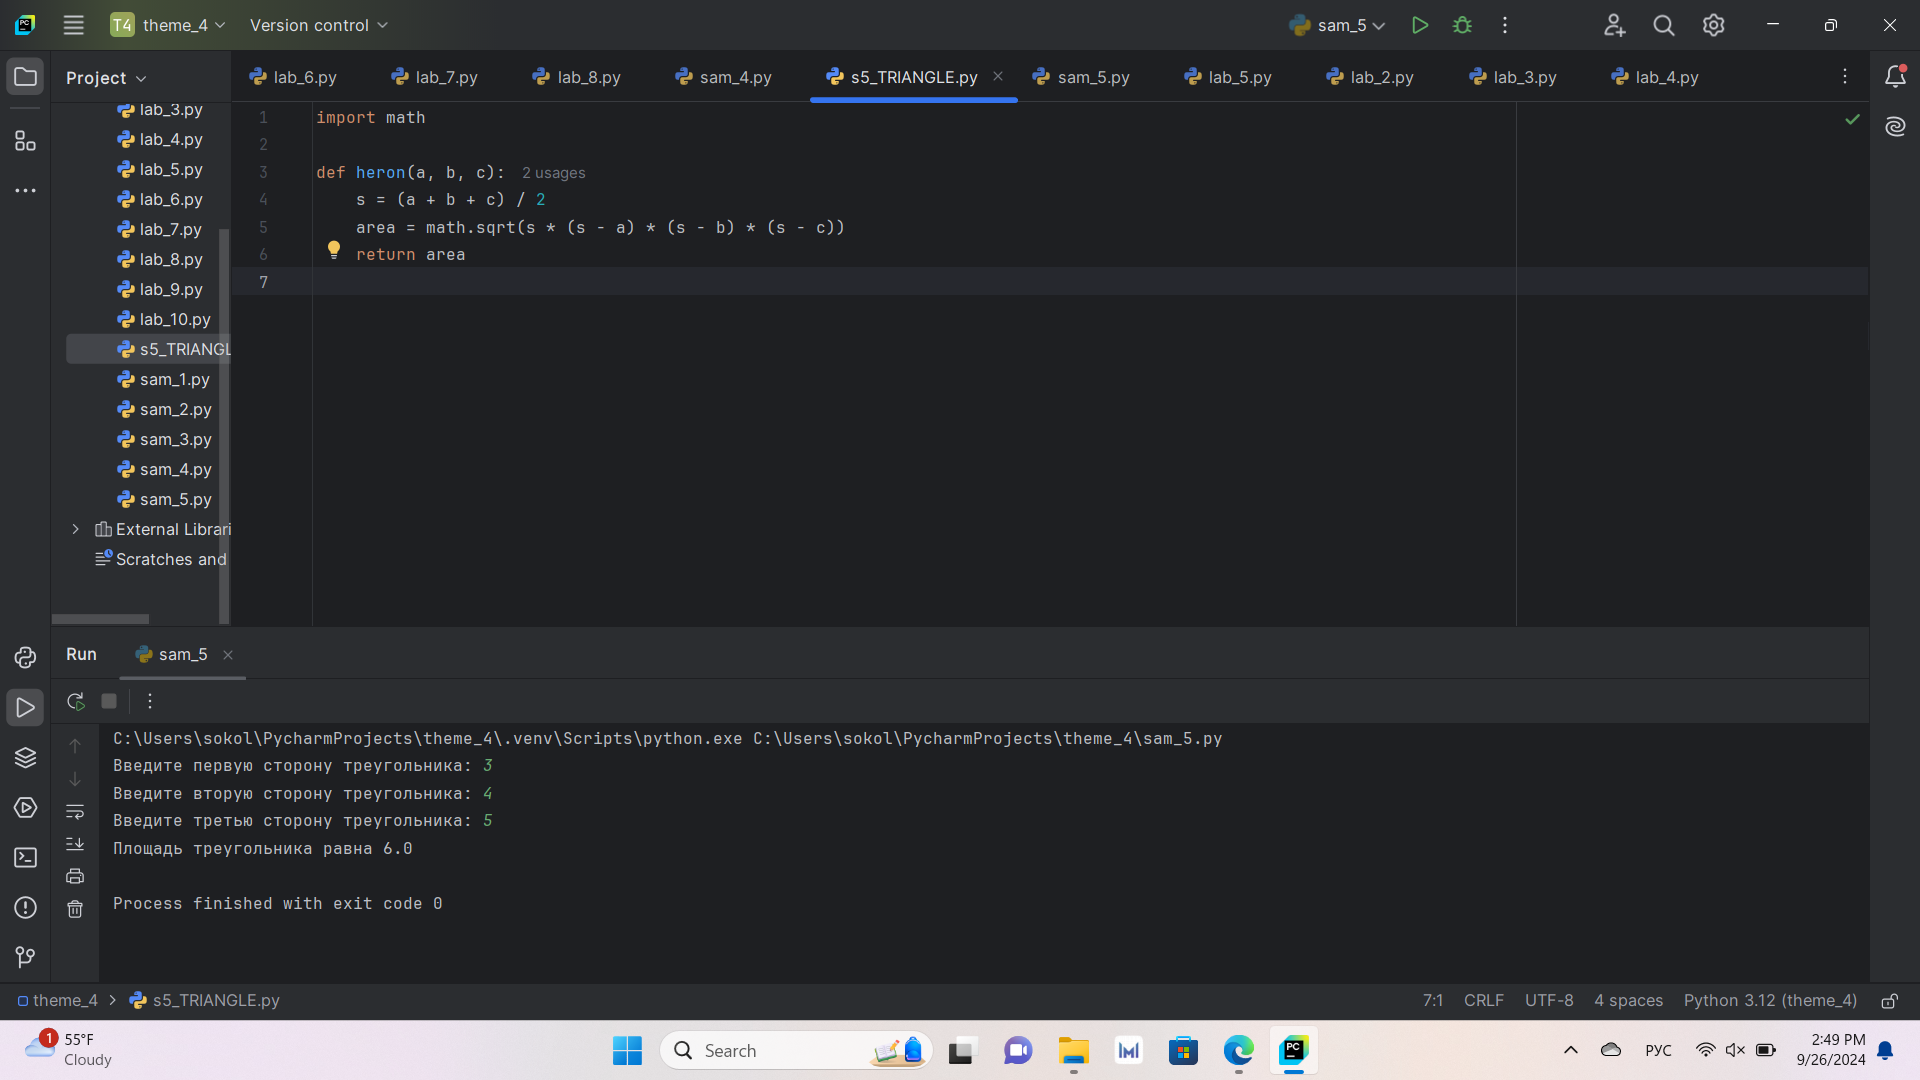 T4 theme_4 Version control sam_5
Project lab_6.py lab_7.py lab_8.py sam_4.py s5_TRIANGLE.py sam_5.py lab_5.py lab_2.py lab_3.py lab_4.py
lab_3.py
lab_4.py
lab_5.py
lab_6.py
lab_7.py
lab_8.py
lab_9.py
lab_10.py
s5_TRIANGL
sam_1.py
sam_2.py
sam_3.py
sam_4.py
sam_5.py
External Librari
Scratches and
1 import math
2
3 def heron(a, b, c): 2 usages
4 s = (a + b + c) / 2
5 area = math.sqrt(s * (s - a) * (s - b) * (s - c))
6 return area
7
Run sam_5
C:\Users\sokol\PycharmProjects\theme_4\.venv\Scripts\python.exe C:\Users\sokol\PycharmProjects\theme_4\sam_5.py
Введите первую сторону треугольника: 3
Введите вторую сторону треугольника: 4
Введите третью сторону треугольника: 5
Площадь треугольника равна 6.0
Process finished with exit code 0
theme_4 > s5_TRIANGLE.py 7:1 CRLF UTF-8 4 spaces Python 3.12 (theme_4)
1 55°F
Cloudy
Search
РУС
2:49 PM
9/26/2024